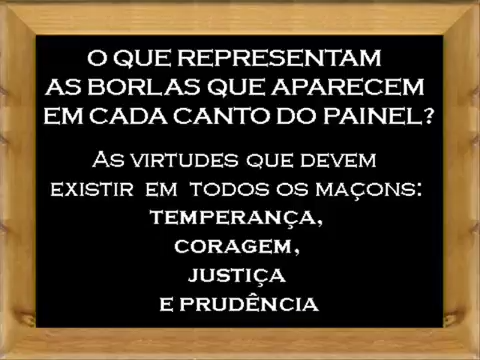 O QUE REPRESENTAM
AS BORLAS QUE APARECEM
EM CADA CANTO DO PAINEL?
AS VIRTUDES QUE DEVEM
EXISTIR EM TODOS OS MAÇONS:
TEMPERANÇA,
CORAGEM,
JUSTIÇA
E PRUDÊNCIA